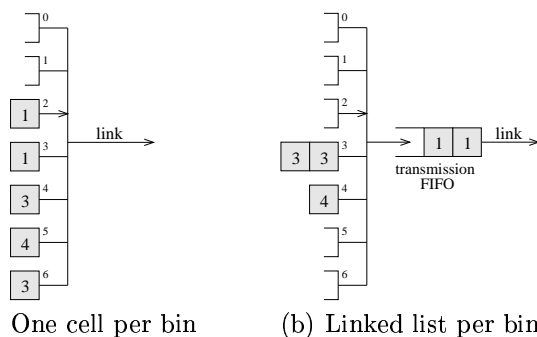 0
1
1 2
link
1 3
3 4
4 5
3 6
One cell per bin
0
1
2
3 3 3
1 1
link
transmission
FIFO
4 4
5
6
(b) Linked list per bin